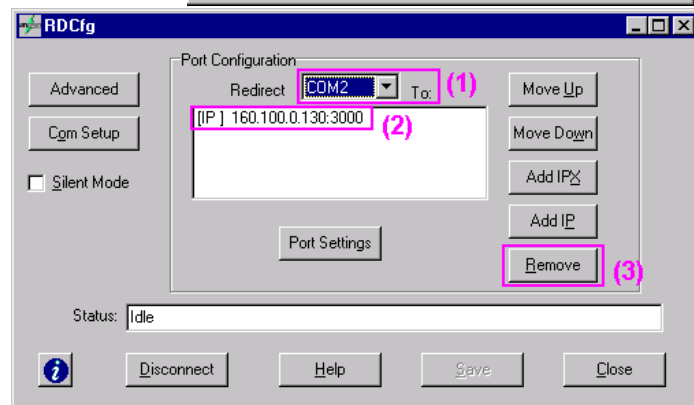 RDCfg
Port Configuration
Advanced
Redirect COM2 To: (1)
Move Up
[IP ] 160.100.0.130:3000
(2)
Com Setup
Move Down
Silent Mode
Add IPX
Add IP
Port Settings
Remove (3)
Status: Idle
Disconnect Help Save Close